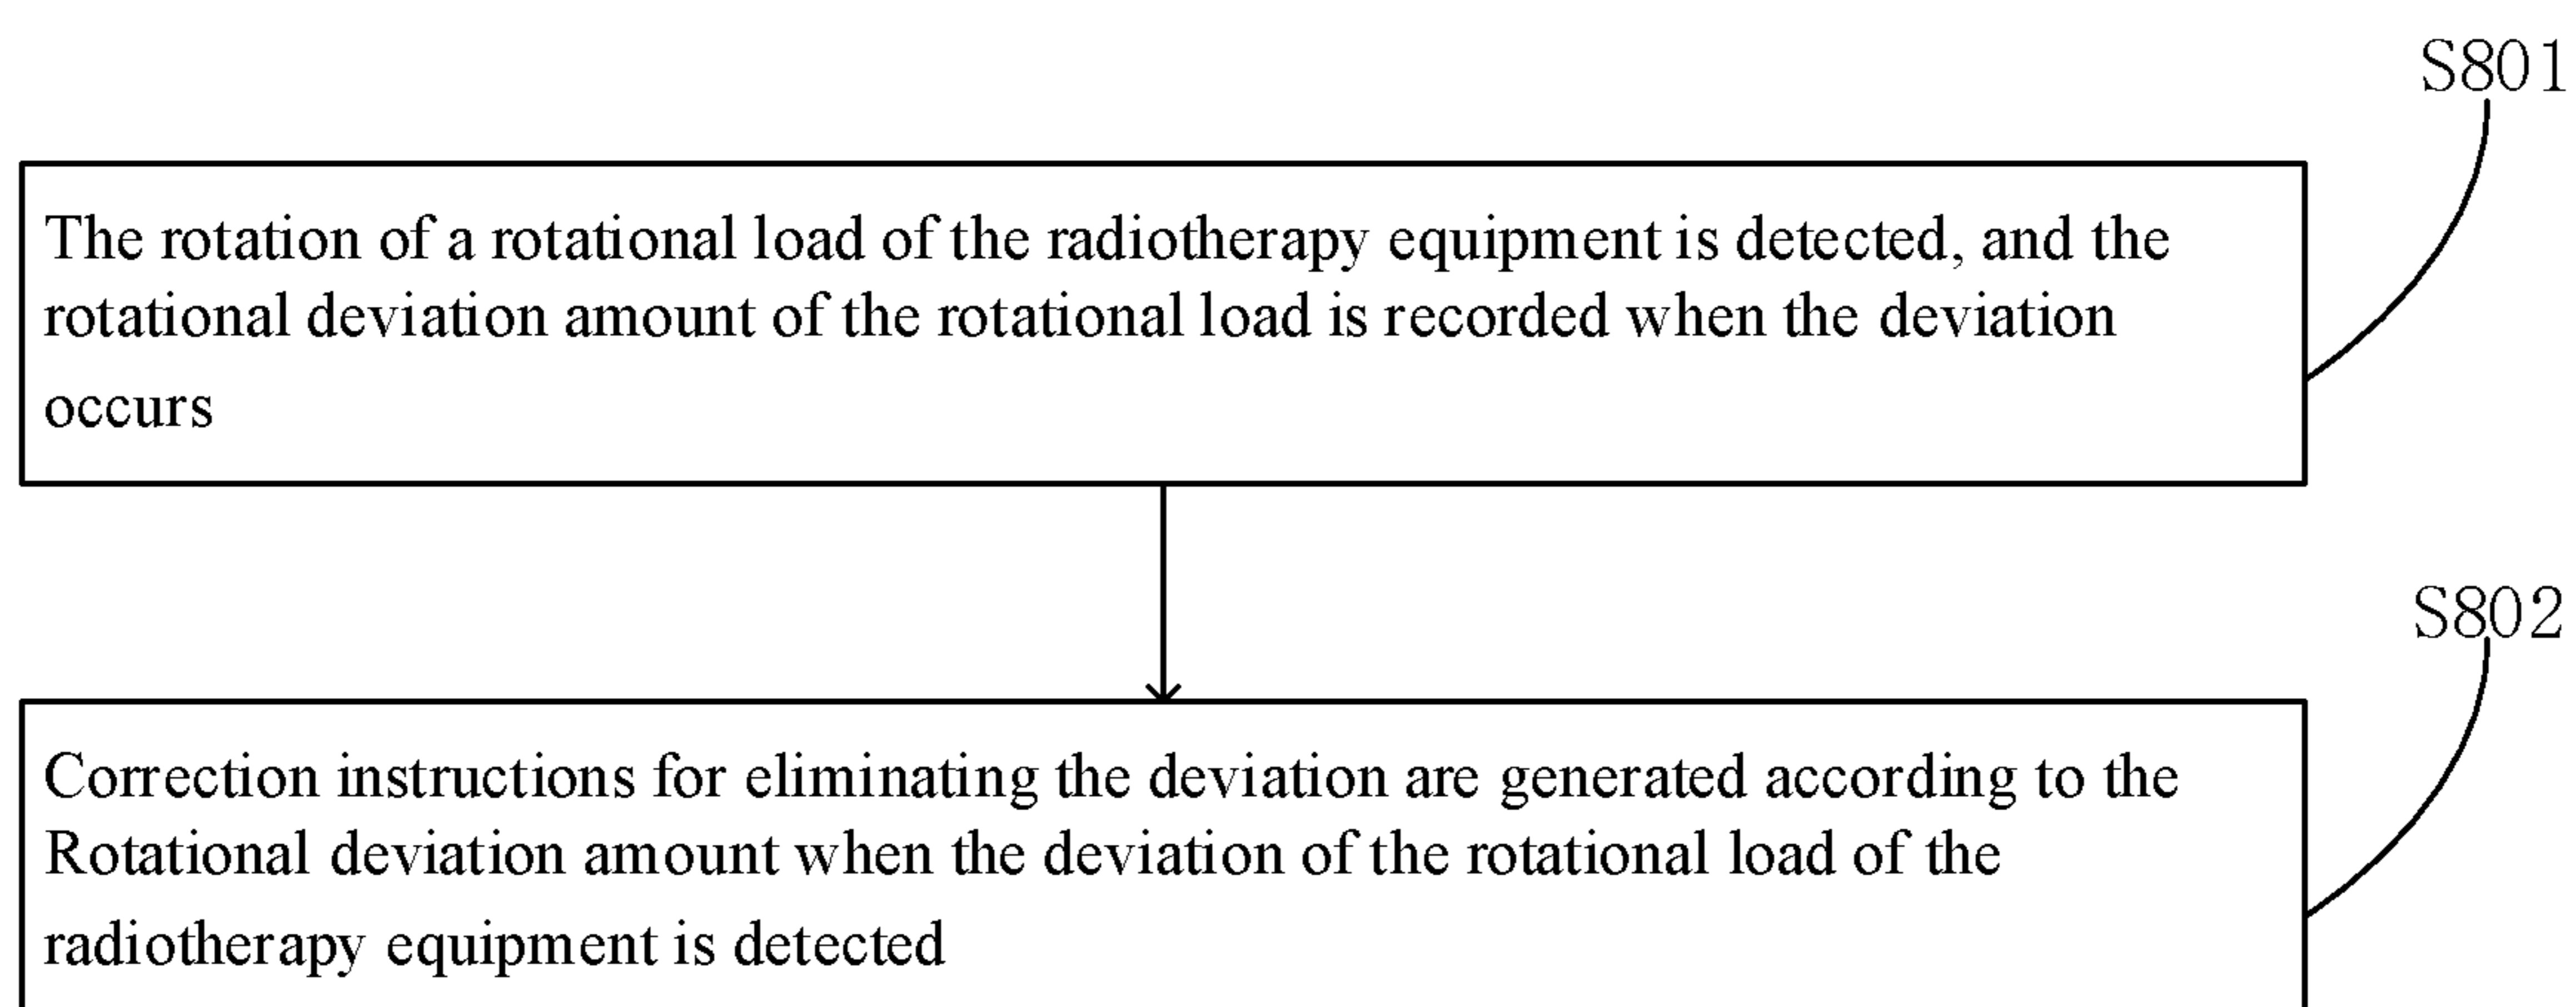 S801
The rotation of a rotational load of the radiotherapy equipment is detected, and the
rotational deviation amount of the rotational load is recorded when the deviation
occurs
S802
Correction instructions for eliminating the deviation are generated according to the
Rotational deviation amount when the deviation of the rotational load of the
radiotherapy equipment is detected